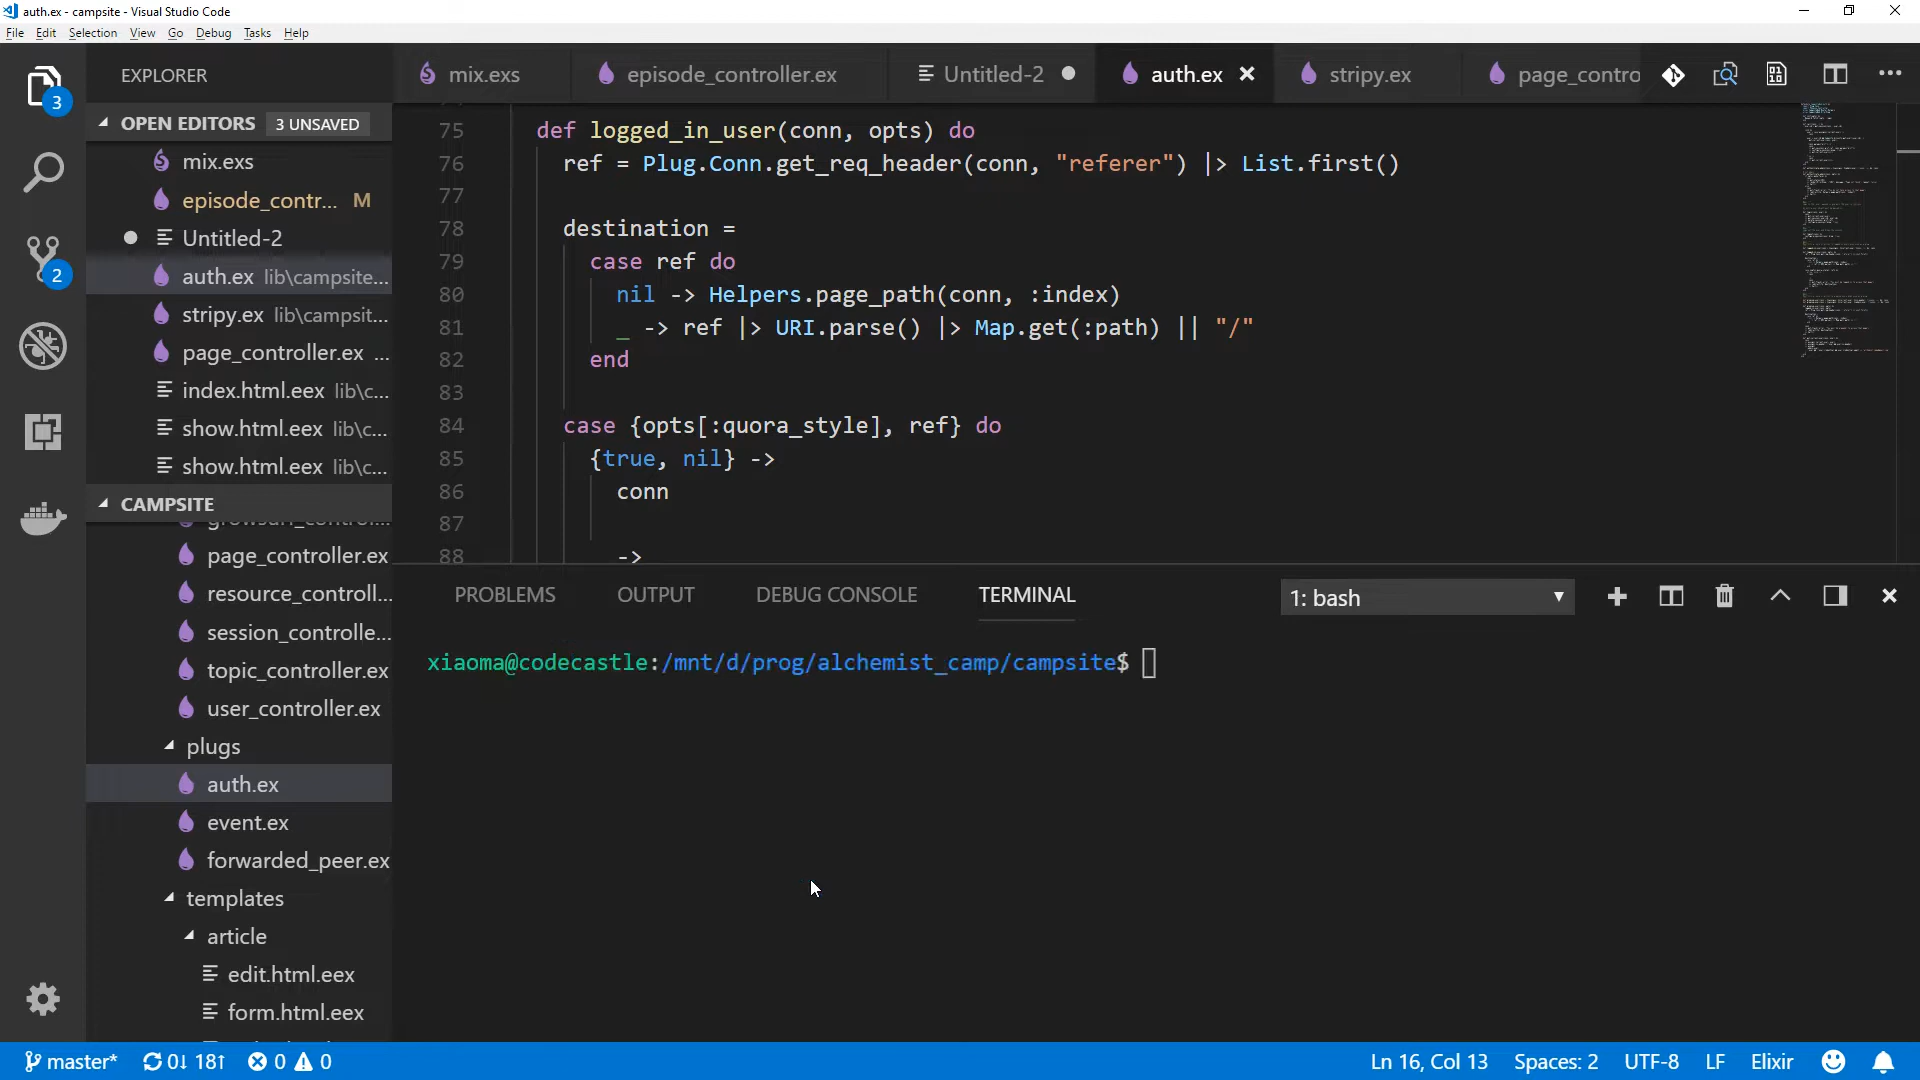 auth.ex - campsite - Visual Studio Code
File Edit Selection View Go Debug Tasks Help
EXPLORER
OPEN EDITORS 3 UNSAVED
mix.exs
episode_contr... M
Untitled-2
auth.ex lib\campsite...
stripy.ex lib\campsit...
page_controller.ex ...
index.html.eex lib\c...
show.html.eex lib\c...
show.html.eex lib\c...
CAMPSITE
page_controller.ex
resource_controll...
session_controlle...
topic_controller.ex
user_controller.ex
plugs
auth.ex
event.ex
forwarded_peer.ex
templates
article
edit.html.eex
form.html.eex
3
2
mix.exs episode_controller.ex Untitled-2 auth.ex stripy.ex page_contro
75 def logged_in_user(conn, opts) do
76 ref = Plug.Conn.get_req_header(conn, "referer") |> List.first()
77
78 destination =
79 case ref do
80 nil -> Helpers.page_path(conn, :index)
81 _ -> ref |> URI.parse() |> Map.get(:path) || "/"
82 end
83
84 case {opts[:quora_style], ref} do
85 {true, nil} ->
86 conn
87
88 ->
PROBLEMS OUTPUT DEBUG CONSOLE TERMINAL 1: bash
xiaoma@codecastle:/mnt/d/prog/alchemist_camp/campsite$
master* 0↓ 18↑ 0 0 Ln 16, Col 13 Spaces: 2 UTF-8 LF Elixir